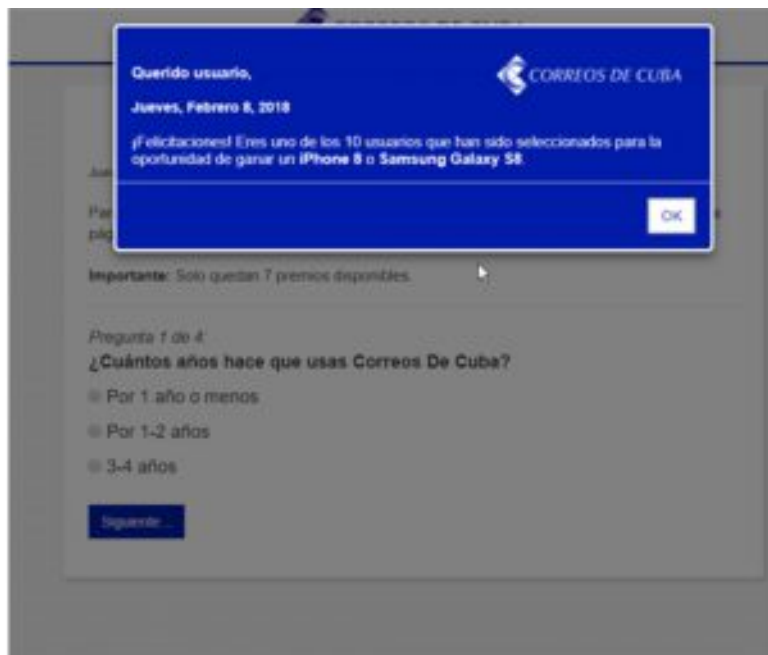 CORREOS DE CUBA
Querido usuario,
CORREOS DE CUBA
Jueves, Febrero 8, 2018
¡Felicitaciones! Eres uno de los 10 usuarios que han sido seleccionados para la
oportunidad de ganar un iPhone 8 o Samsung Galaxy S8.
OK
Importante: Solo quedan 7 premios disponibles.
Pregunta 1 de 4:
¿Cuántos años hace que usas Correos De Cuba?
Por 1 año o menos
Por 1-2 años
3-4 años
Siguiente...